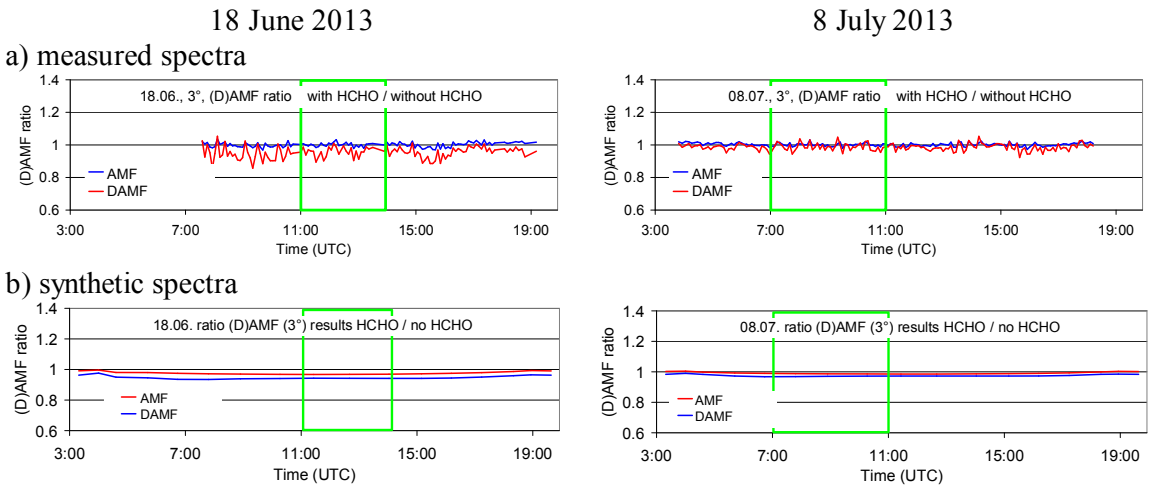 18 June 2013
8 July 2013
a) measured spectra
1.4
1.2
1
0.8
0.6
(D)AMF ratio
18.06., 3°, (D)AMF ratio with HCHO / without HCHO
AMF
DAMF
3:00 7:00 11:00 15:00 19:00
Time (UTC)
1.4
1.2
1
0.8
0.6
(D)AMF ratio
08.07., 3°, (D)AMF ratio with HCHO / without HCHO
AMF
DAMF
3:00 7:00 11:00 15:00 19:00
Time (UTC)
b) synthetic spectra
1.4
1.2
1
0.8
0.6
(D)AMF ratio
18.06. ratio (D)AMF (3°) results HCHO / no HCHO
AMF
DAMF
3:00 7:00 11:00 15:00 19:00
Time (UTC)
1.4
1.2
1
0.8
0.6
(D)AMF ratio
08.07. ratio (D)AMF (3°) results HCHO / no HCHO
AMF
DAMF
3:00 7:00 11:00 15:00 19:00
Time (UTC)